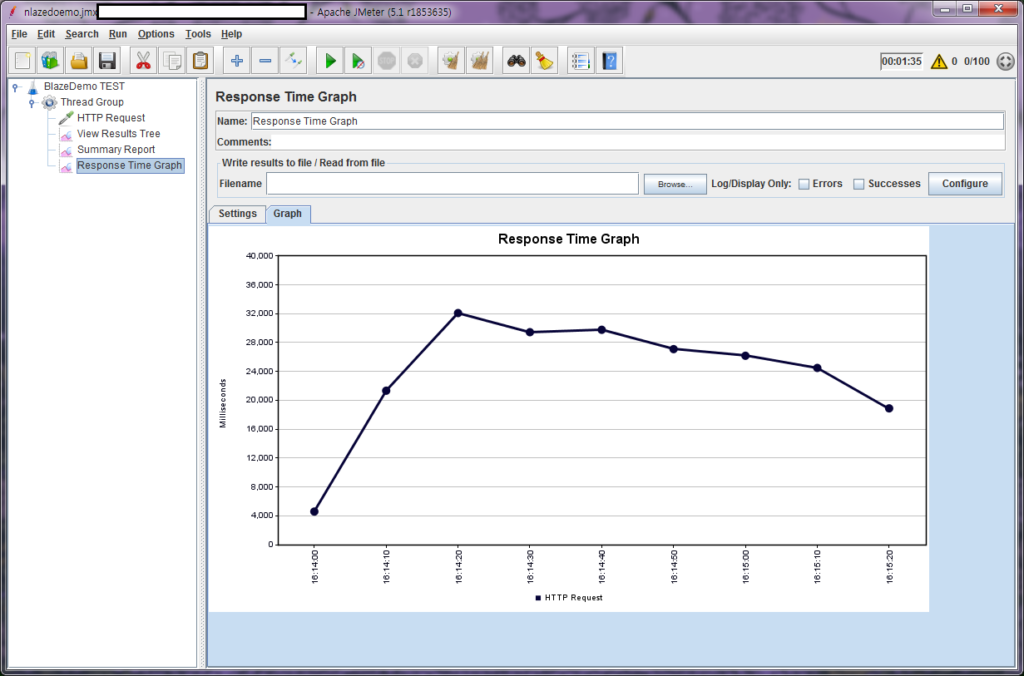 nlazedoemo.jmx - Apache JMeter (5.1 r1853635)
File Edit Search Run Options Tools Help
00:01:35 0 0/100
BlazeDemo TEST
Thread Group
HTTP Request
View Results Tree
Summary Report
Response Time Graph
Response Time Graph
Name: Response Time Graph
Comments:
Write results to file / Read from file
Filename Browse... Log/Display Only: Errors Successes Configure
Settings Graph
Response Time Graph
40,000
36,000
32,000
28,000
24,000
20,000
16,000
12,000
8,000
4,000
0
Milliseconds
16:14:00 16:14:10 16:14:20 16:14:30 16:14:40 16:14:50 16:15:00 16:15:10 16:15:20
HTTP Request